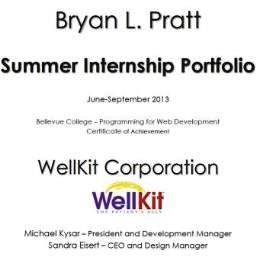 Bryan L. Pratt
Summer Internship Portfolio
June-September 2013
Bellevue College – Programming for Web Development
Certificate of Achievement
WellKit Corporation
WellKit
THE PATIENT'S ALLY
Michael Kysar – President and Development Manager
Sandra Eisert – CEO and Design Manager